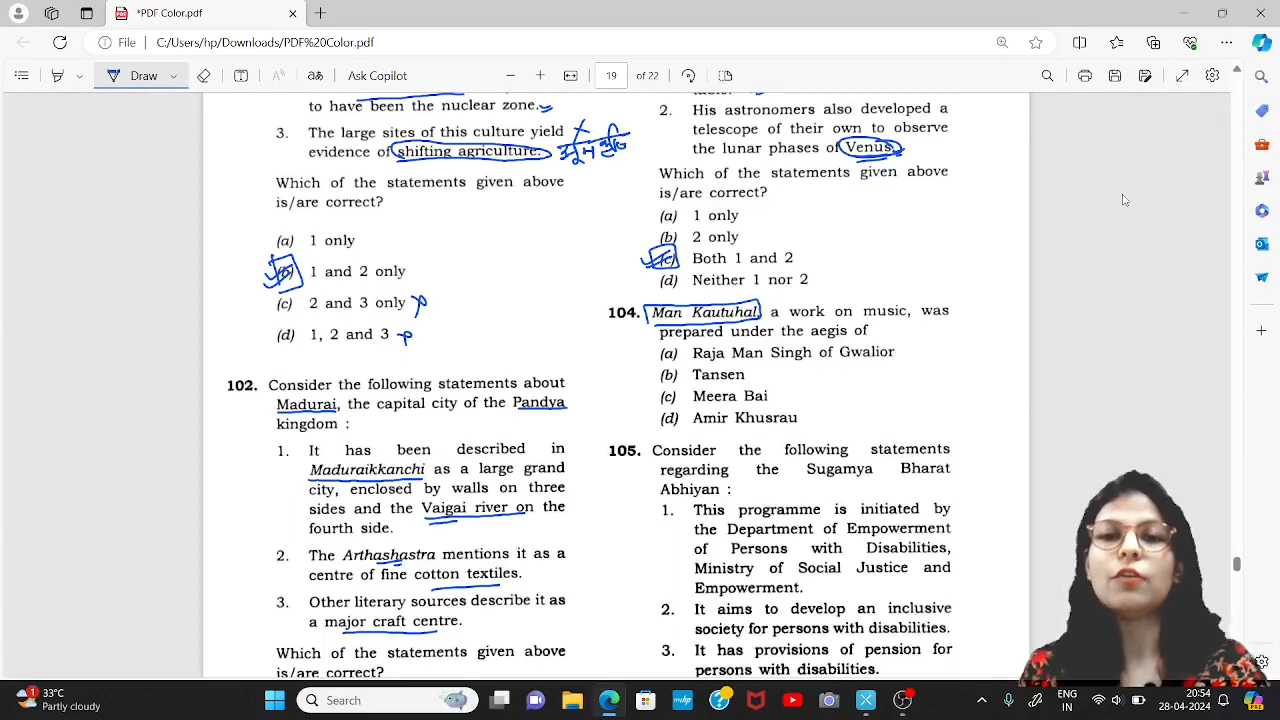 *PDF Color.pdf
File
C:/Users/hp/Downloads/PDF%20Color.pdf
Draw
Ask Copilot
19
of 22
to have been the nuclear zone.
3. The large sites of this culture yield
evidence of shifting agriculture.
Which of the statements given above
is/are correct?
(a) 1 only
(b) 1 and 2 only
(c) 2 and 3 only
(d) 1, 2 and 3
102. Consider the following statements about
Madurai, the capital city of the Pandya
kingdom :
1. It has been described in
Maduraikkanchi as a large grand
city, enclosed by walls on three
sides and the Vaigai river on the
fourth side.
2. The Arthashastra mentions it as a
centre of fine cotton textiles.
3. Other literary sources describe it as
a major craft centre.
Which of the statements given above
is/are correct?
table.
2. His astronomers also developed a
telescope of their own to observe
the lunar phases of Venus.
Which of the statements given above
is/are correct?
(a) 1 only
(b) 2 only
(c) Both 1 and 2
(d) Neither 1 nor 2
104. Man Kautuhal, a work on music, was
prepared under the aegis of
(a) Raja Man Singh of Gwalior
(b) Tansen
(c) Meera Bai
(d) Amir Khusrau
105. Consider the following statements
regarding the Sugamya Bharat
Abhiyan :
1. This programme is initiated by
the Department of Empowerment
of Persons with Disabilities,
Ministry of Social Justice and
Empowerment.
2. It aims to develop an inclusive
society for persons with disabilities.
3. It has provisions of pension for
persons with disabilities.
1
33°C
Partly cloudy
Search
ENG
IN
20:54
28-04-2024